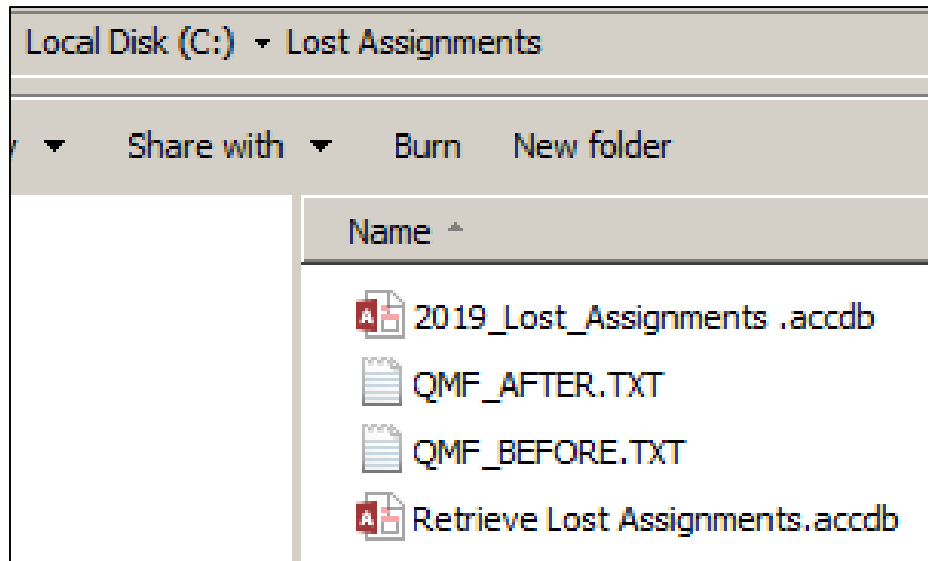 Local Disk (C:) Lost Assignments
Share with Burn New folder
Name
2019_Lost_Assignments .accdb
QMF_AFTER.TXT
QMF_BEFORE.TXT
Retrieve Lost Assignments.accdb